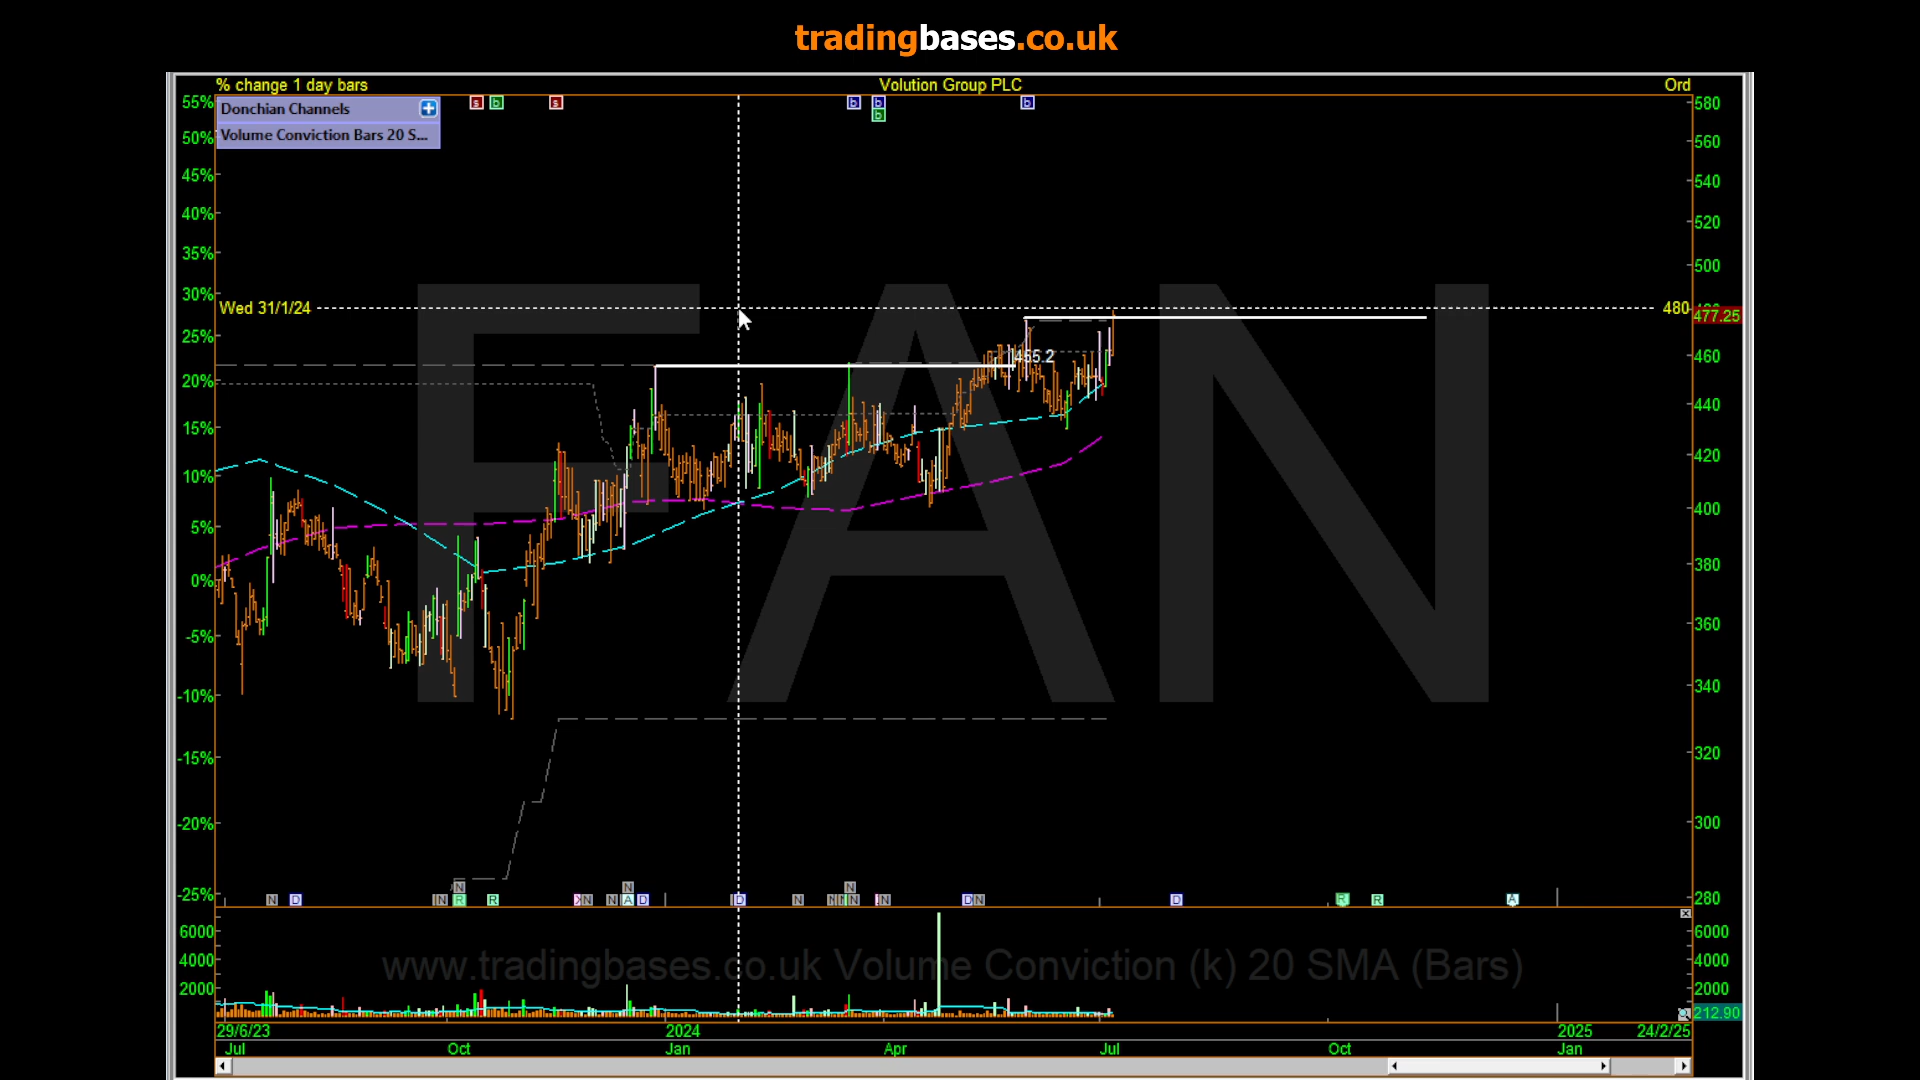 tradingbases.co.uk
% change 1 day bars Volution Group PLC Ord
Donchian Channels
Volume Conviction Bars 20 S...
s b s b b b
b
55% 580
50% 560
45% 540
40% 520
35% 500
30%
Wed 31/1/24 480
477.25
25%
455.2 460
20% 440
15% 420
10% 400
5% 380
0% 360
-5% 340
-10% 320
-15% 300
-20% 280
-25%
FAN
N N N
N D N R R N N A D D N N N N D N D R R A
6000 6000
4000 4000
2000 2000
212.90
www.tradingbases.co.uk Volume Conviction (k) 20 SMA (Bars)
29/6/23 2024 2025 24/2/25
Jul Oct Jan Apr Jul Oct Jan